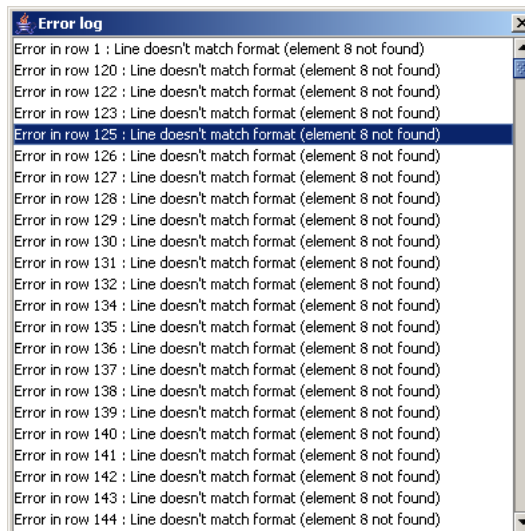 Error log
Error in row 1 : Line doesn't match format (element 8 not found)
Error in row 120 : Line doesn't match format (element 8 not found)
Error in row 122 : Line doesn't match format (element 8 not found)
Error in row 123 : Line doesn't match format (element 8 not found)
Error in row 125 : Line doesn't match format (element 8 not found)
Error in row 126 : Line doesn't match format (element 8 not found)
Error in row 127 : Line doesn't match format (element 8 not found)
Error in row 128 : Line doesn't match format (element 8 not found)
Error in row 129 : Line doesn't match format (element 8 not found)
Error in row 130 : Line doesn't match format (element 8 not found)
Error in row 131 : Line doesn't match format (element 8 not found)
Error in row 132 : Line doesn't match format (element 8 not found)
Error in row 134 : Line doesn't match format (element 8 not found)
Error in row 135 : Line doesn't match format (element 8 not found)
Error in row 136 : Line doesn't match format (element 8 not found)
Error in row 137 : Line doesn't match format (element 8 not found)
Error in row 138 : Line doesn't match format (element 8 not found)
Error in row 139 : Line doesn't match format (element 8 not found)
Error in row 140 : Line doesn't match format (element 8 not found)
Error in row 141 : Line doesn't match format (element 8 not found)
Error in row 142 : Line doesn't match format (element 8 not found)
Error in row 143 : Line doesn't match format (element 8 not found)
Error in row 144 : Line doesn't match format (element 8 not found)